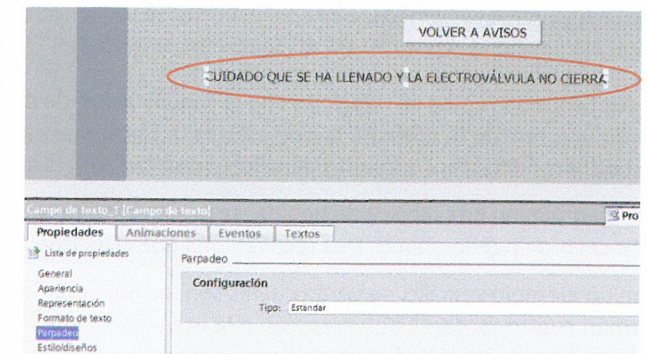 VOLVER A AVISOS
CUIDADO QUE SE HA LLENADO Y LA ELECTROVÁLVULA NO CIERRA
Campo de texto_1 [Campo de texto]
Pro
Propiedades Animaciones Eventos Textos
Lista de propiedades
Parpadeo
General
Configuración
Apariencia
Representación
Tipo: Estándar
Formato de texto
Parpadeo
Estilo/diseños